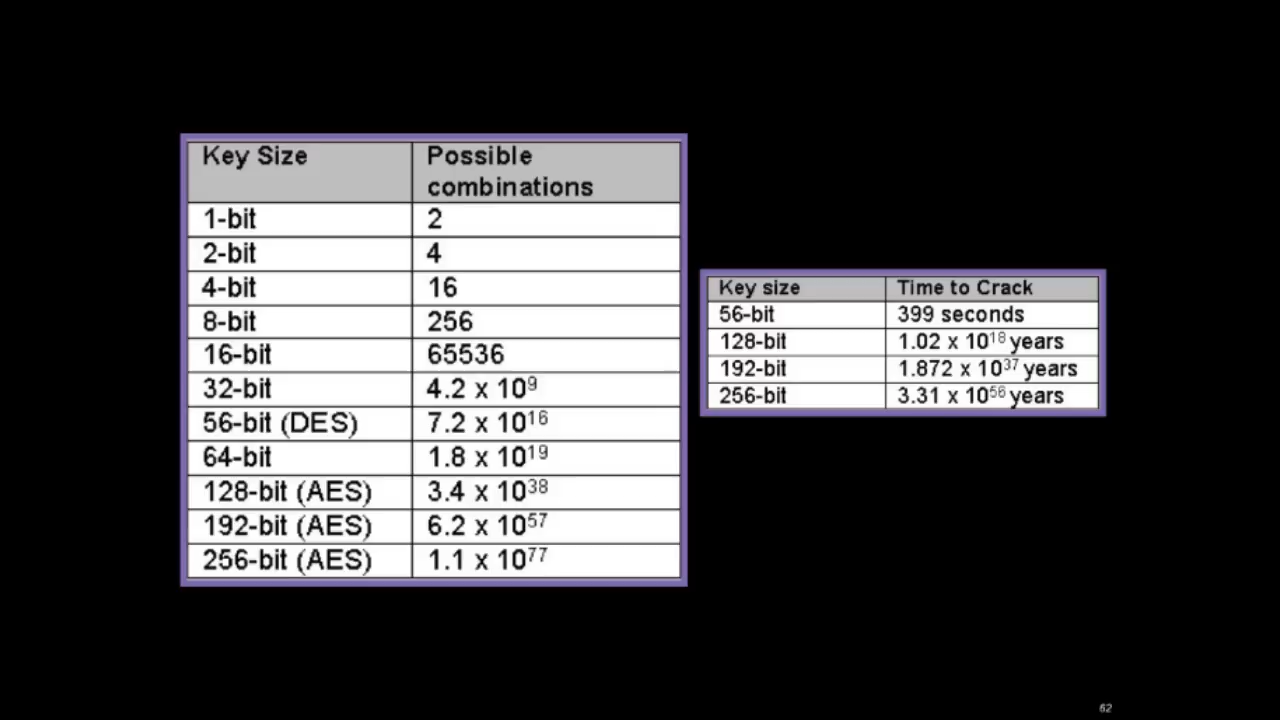 Key Size Possible
combinations
1-bit 2
2-bit 4
4-bit 16
8-bit 256
16-bit 65536
32-bit 4.2 x 10⁹
56-bit (DES) 7.2 x 10¹⁶
64-bit 1.8 x 10¹⁹
128-bit (AES) 3.4 x 10³⁸
192-bit (AES) 6.2 x 10⁵⁷
256-bit (AES) 1.1 x 10⁷⁷
Key size Time to Crack
56-bit 399 seconds
128-bit 1.02 x 10¹⁸ years
192-bit 1.872 x 10³⁷ years
256-bit 3.31 x 10⁵⁶ years
62